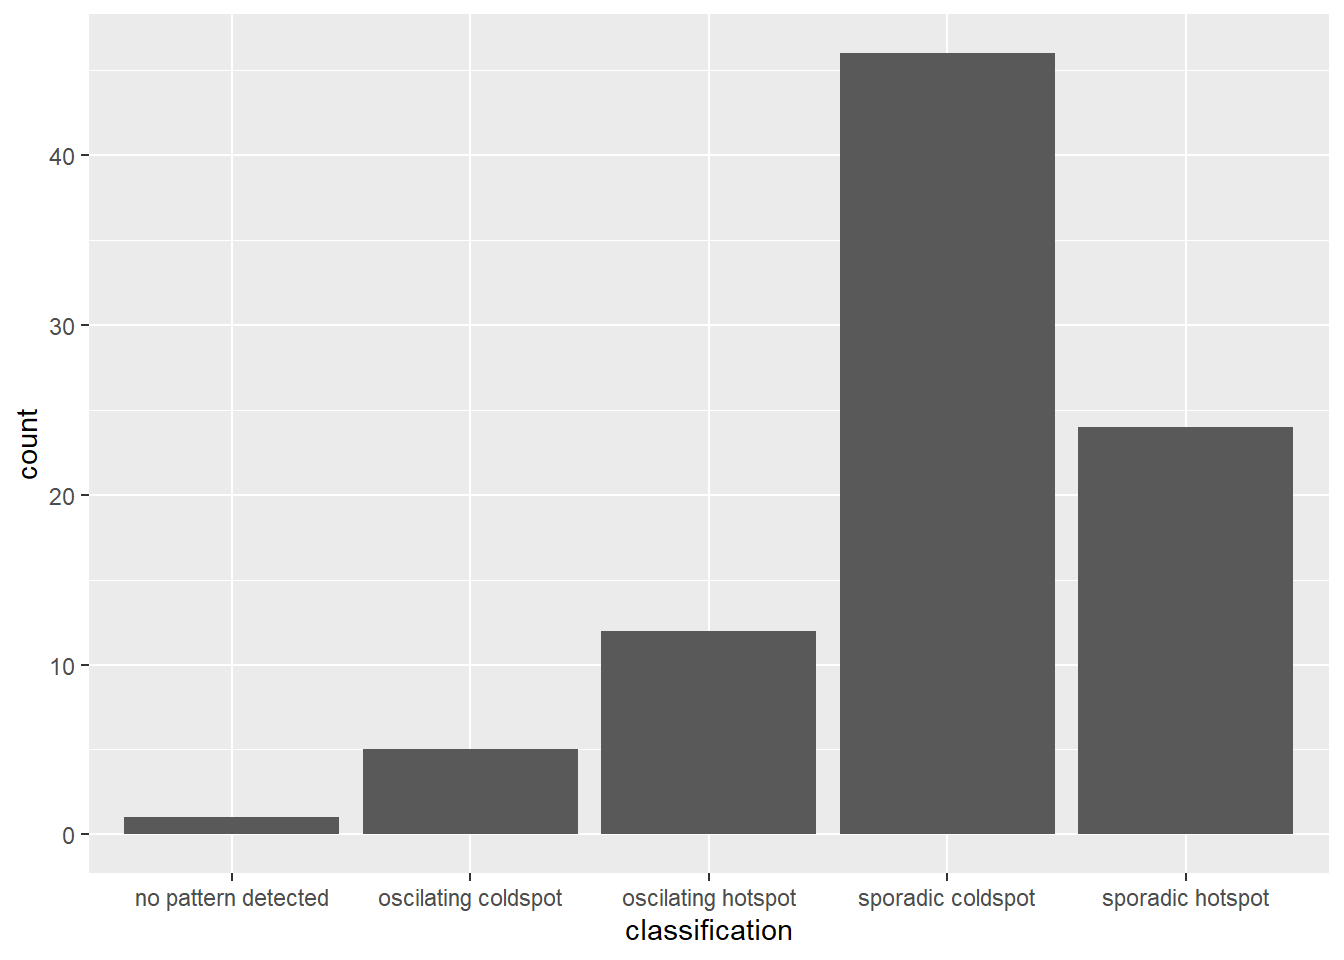 count
40
30
20
10
0
no pattern detected
oscilating coldspot
oscilating hotspot
sporadic coldspot
sporadic hotspot
classification